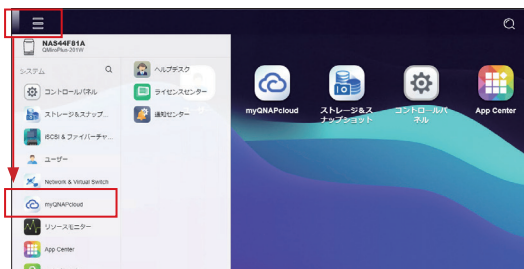 NAS44F81A
QMiroPlus-201W
システム
コントロールパネル
ストレージ&スナップ...
iSCSI & ファイバーチャ...
ユーザー
Network & Virtual Switch
myQNAPcloud
リソースモニター
App Center
ヘルプデスク
ライセンスセンター
通知センター
myQNAPcloud
ストレージ&ス
ナップショット
コントロールパ
ネル
App Center